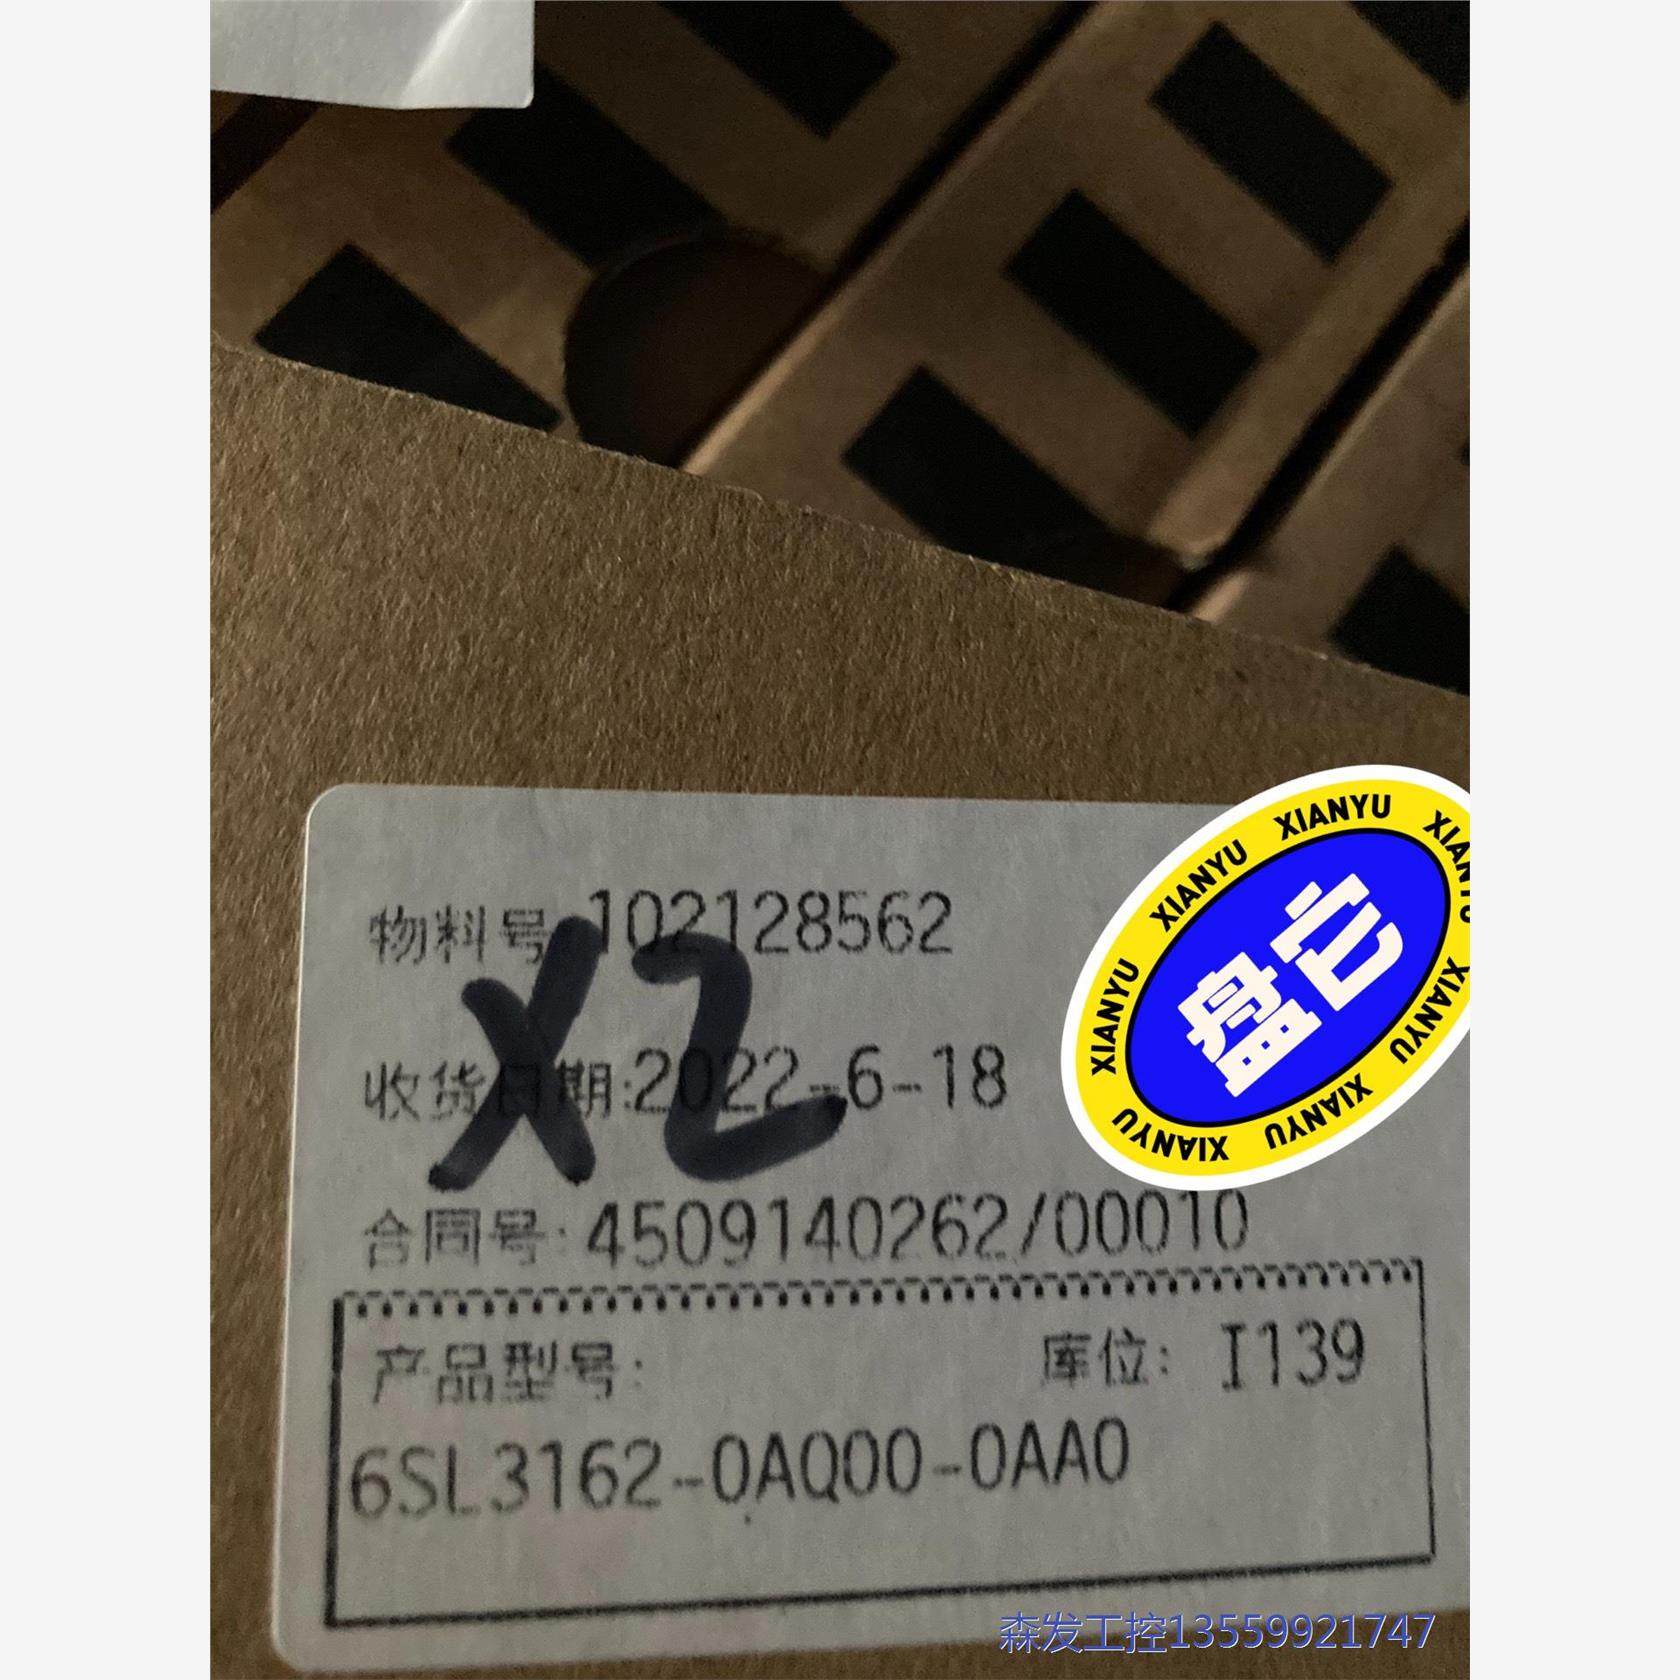 物料号:102128562
X2
收货日期:2022-6-18
合同号:4509140262/00010
产品型号:
库位: I139
6SL3162-0AQ00-0AA0
XIANYU XIANYU XIANYU XIANYU XIANYU XIANYU XIANYU XIANYU
盘它
森发工控13559921747